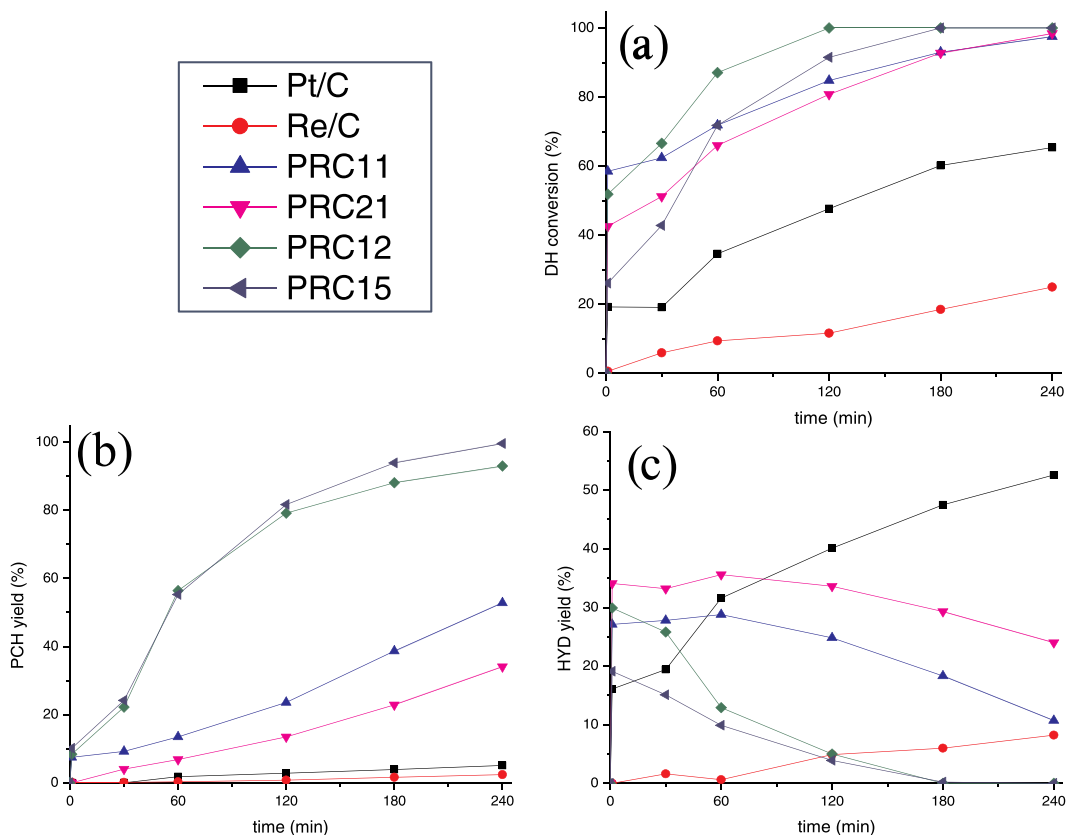 Pt/C
Re/C
PRC11
PRC21
PRC12
PRC15
(a)
100
80
60
40
20
0
DH conversion (%)
0 60 120 180 240
time (min)
(b)
100
80
60
40
20
0
PCH yield (%)
0 60 120 180 240
time (min)
(c)
60
50
40
30
20
10
0
HYD yield (%)
0 60 120 180 240
time (min)